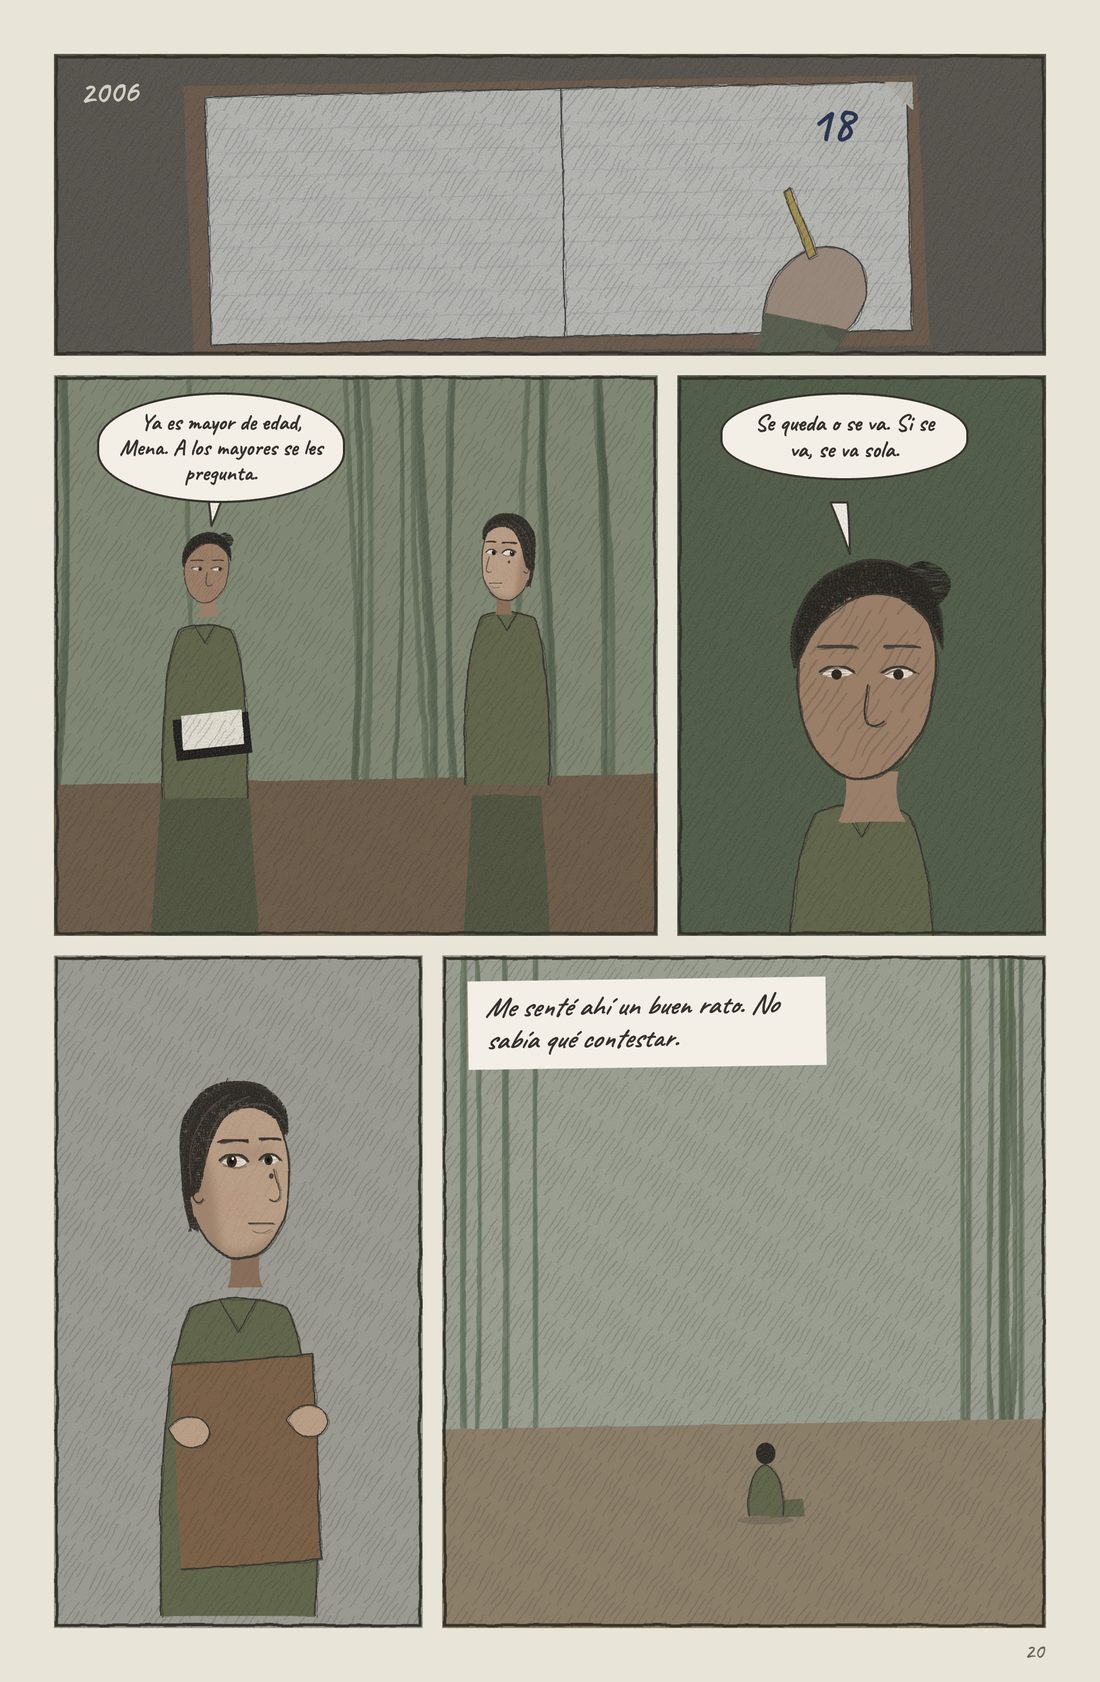 2006
18
Ya es mayor de edad,
Mena. A los mayores se les
pregunta.
Se queda o se va. Si se
va, se va sola.
Me senté ahí un buen rato. No
sabía qué contestar.
20